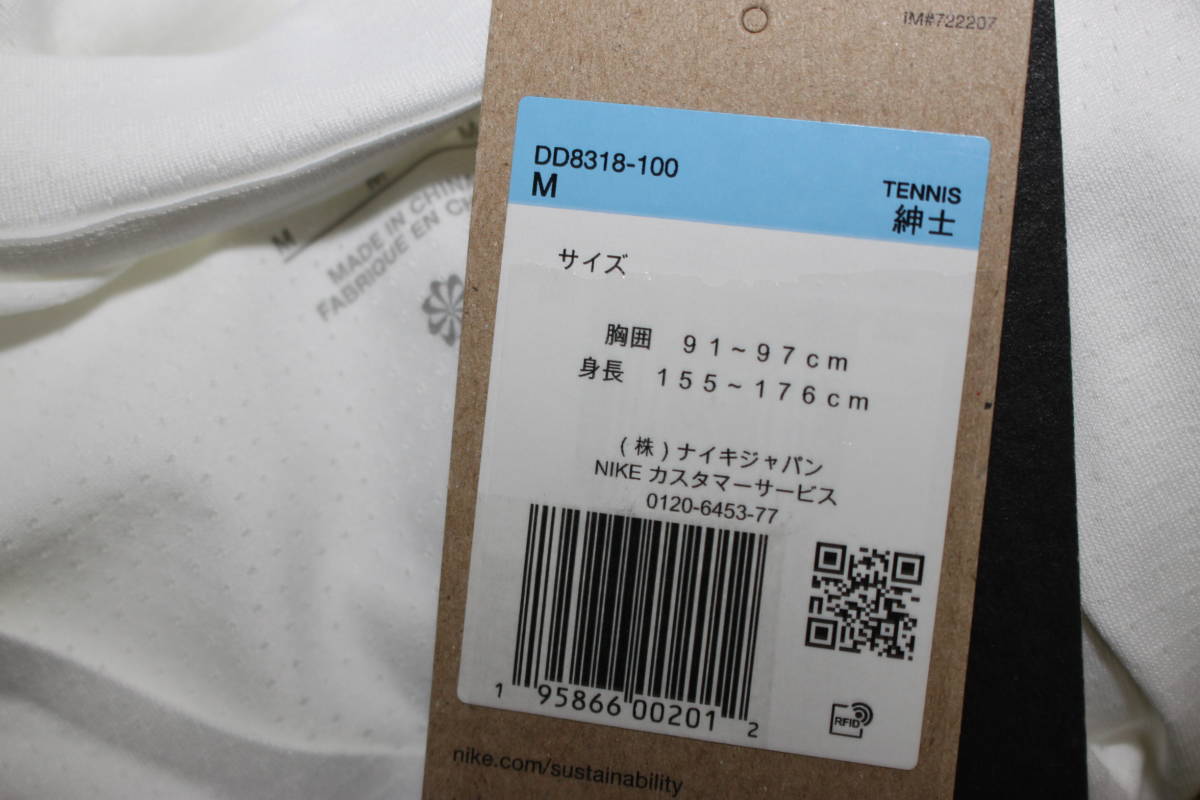 IM#722207
DD8318-100
M
TENNIS
紳士
サイズ
胸囲 91~97cm
身長 155~176cm
(株)ナイキジャパン
NIKE カスタマーサービス
0120-6453-77
1 95866 00201 2
RFID
nike.com/sustainability
M
MADE IN CHIN
FABRIQUE EN CH